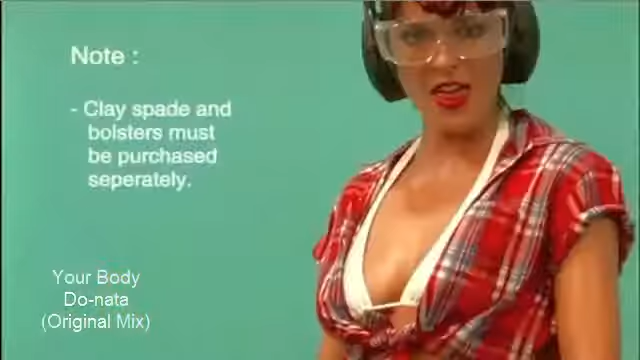 Note :
- Clay spade and
bolsters must
be purchased
seperately.
Your Body
Do-nata
(Original Mix)